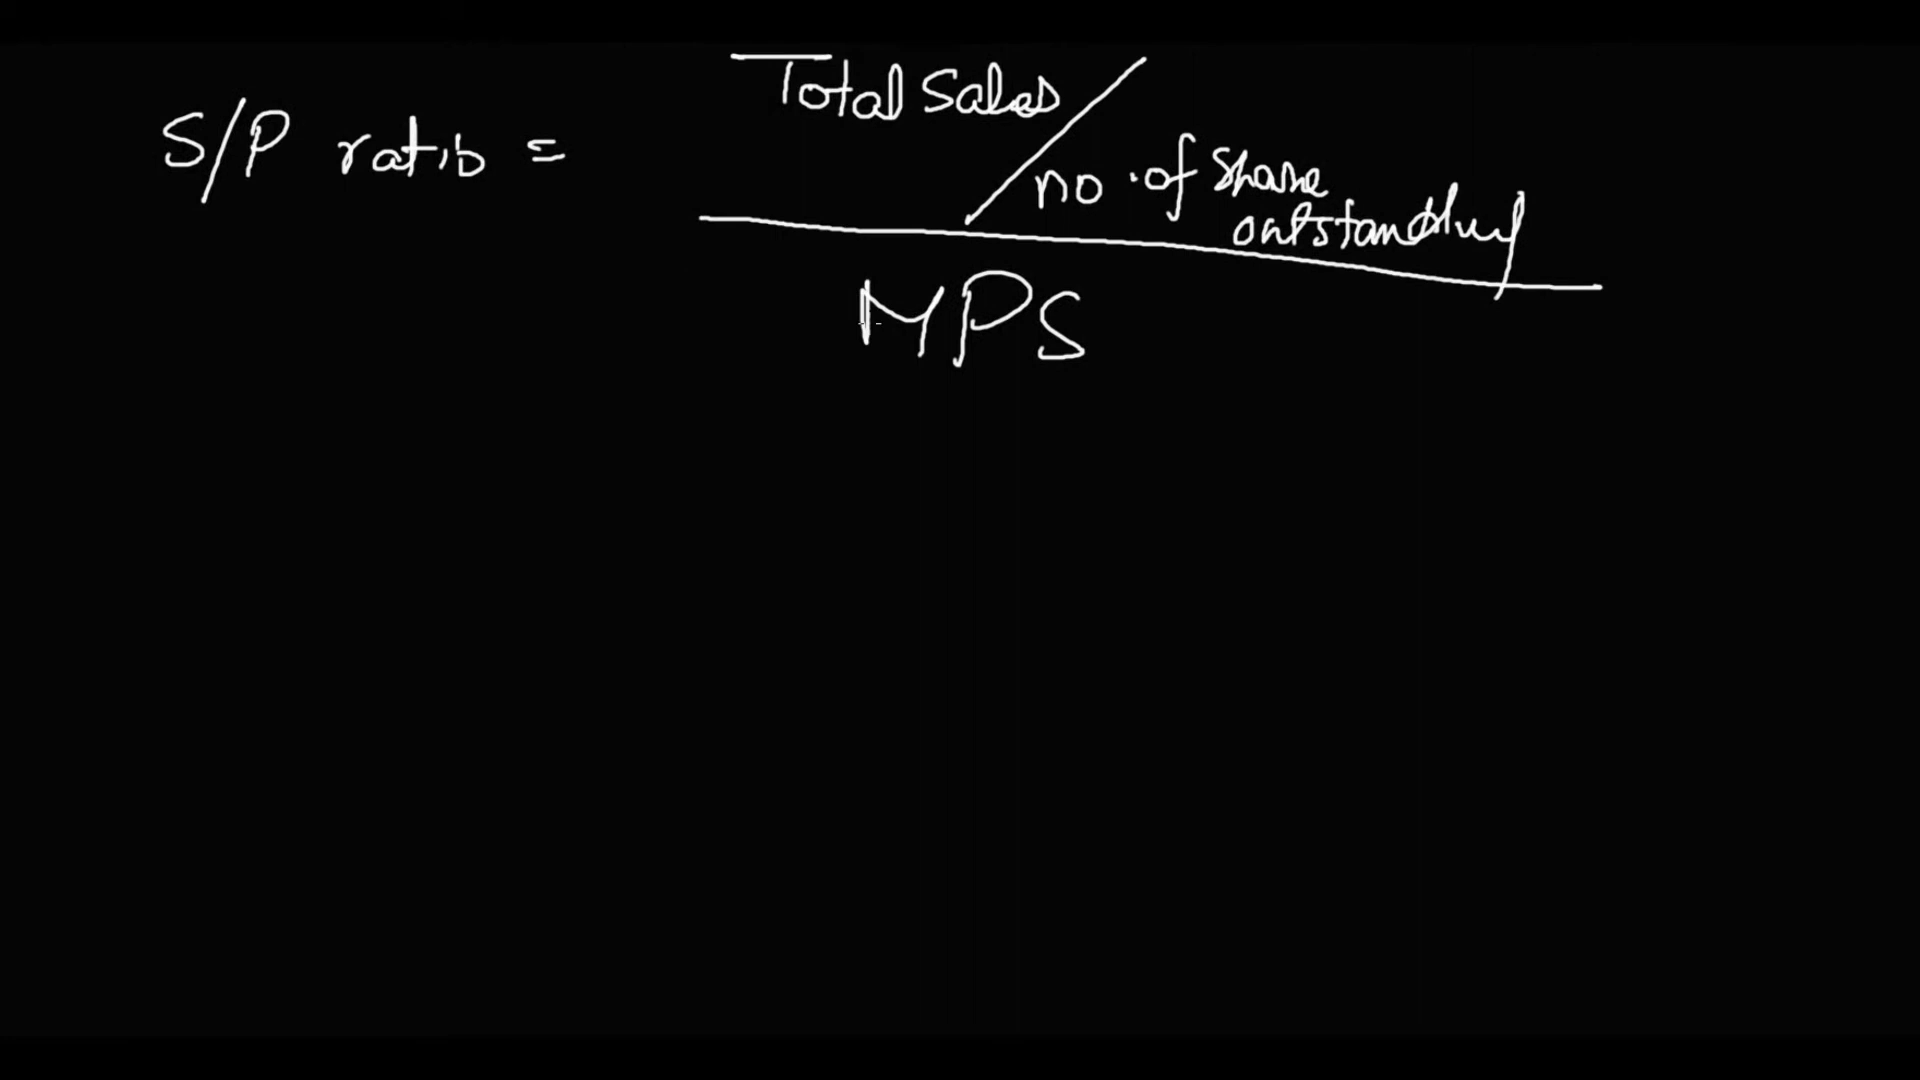 Total Sales /
S/P ratio =
no. of Share
outstanding
MPS